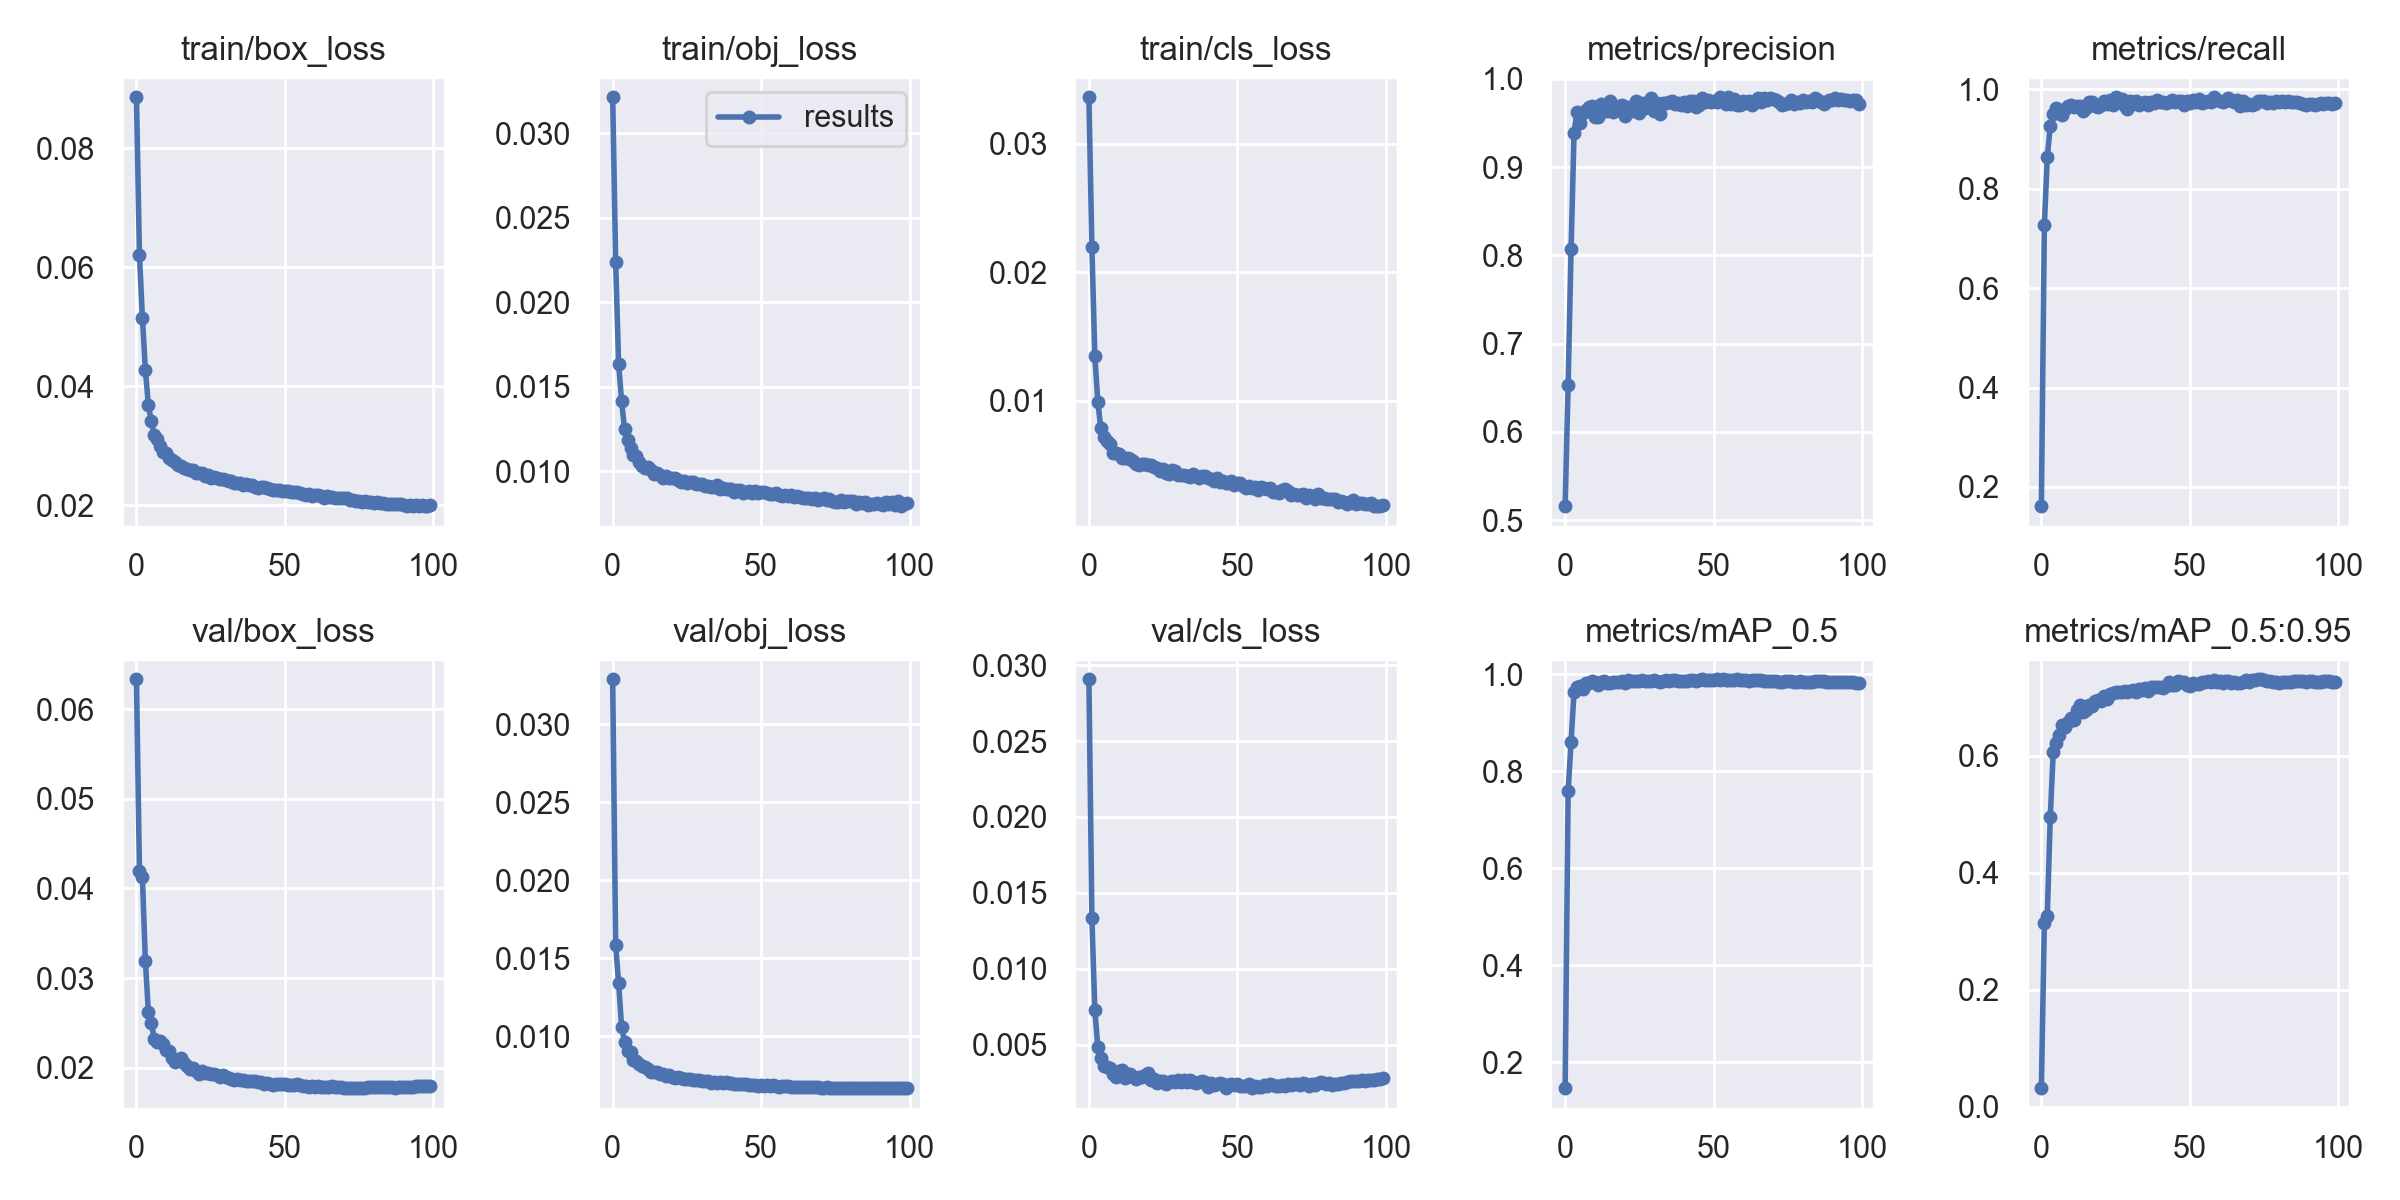 train/box_loss
0.08
0.06
0.04
0.02
0 50 100
train/obj_loss
results
0.030
0.025
0.020
0.015
0.010
0 50 100
train/cls_loss
0.03
0.02
0.01
0 50 100
metrics/precision
1.0
0.9
0.8
0.7
0.6
0.5
0 50 100
metrics/recall
1.0
0.8
0.6
0.4
0.2
0 50 100
val/box_loss
0.06
0.05
0.04
0.03
0.02
0 50 100
val/obj_loss
0.030
0.025
0.020
0.015
0.010
0 50 100
val/cls_loss
0.030
0.025
0.020
0.015
0.010
0.005
0 50 100
metrics/mAP_0.5
1.0
0.8
0.6
0.4
0.2
0 50 100
metrics/mAP_0.5:0.95
0.6
0.4
0.2
0.0
0 50 100